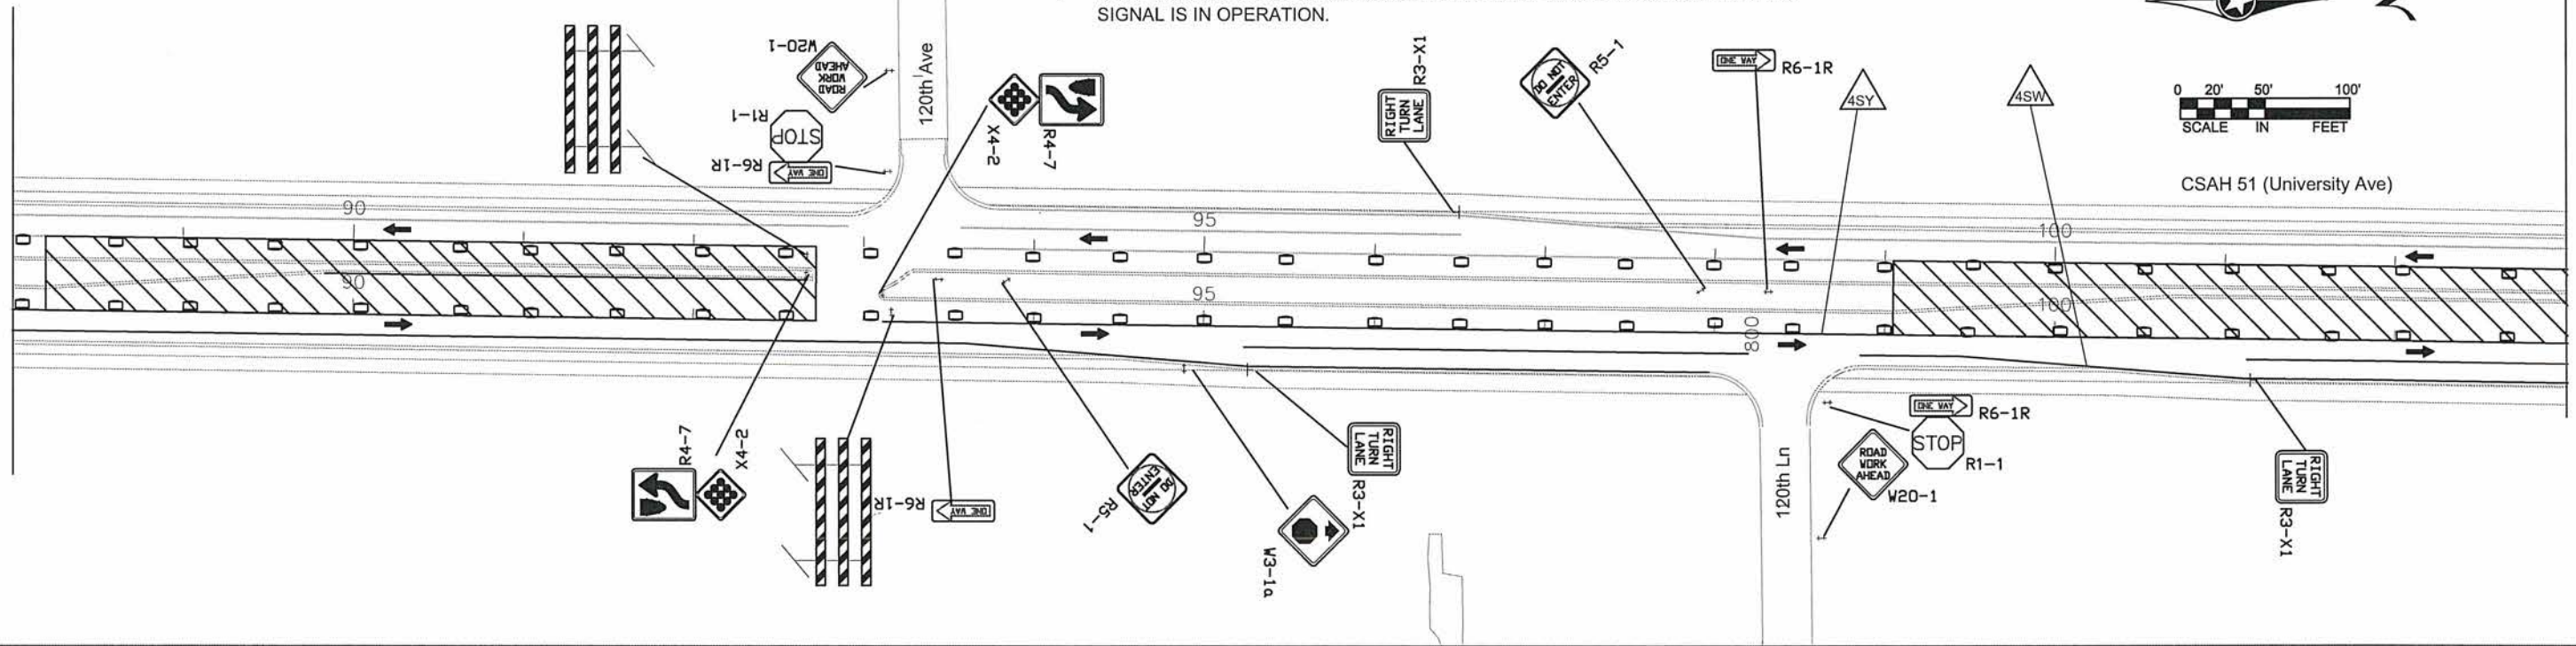 SIGNAL IS IN OPERATION.
W20-1
ROAD
WORK
AHEAD
R1-1
STOP
R6-1R
ONE WAY
120th Ave
X4-2
R4-7
R3-X1
RIGHT
TURN
LANE
DO NOT
ENTER
R5-1
ONE WAY
R6-1R
4SY
4SW
0 20' 50' 100'
SCALE IN FEET
CSAH 51 (University Ave)
90
95
100
90
95
100
800
R4-7
X4-2
R6-1R
ONE WAY
R5-1
DO NOT
ENTER
W3-1a
RIGHT
TURN
LANE
R3-X1
120th Ln
ONE WAY
R6-1R
STOP
R1-1
ROAD
WORK
AHEAD
W20-1
RIGHT
TURN
LANE
R3-X1